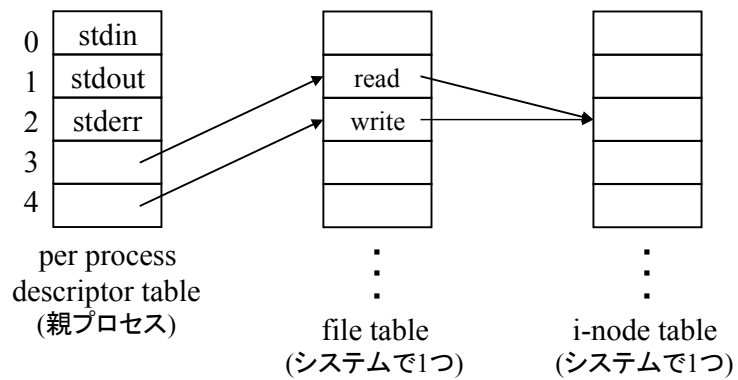 0 stdin
1 stdout
2 stderr
3
4
per process
descriptor table
(親プロセス)
read
write
file table
(システムで1つ)
i-node table
(システムで1つ)